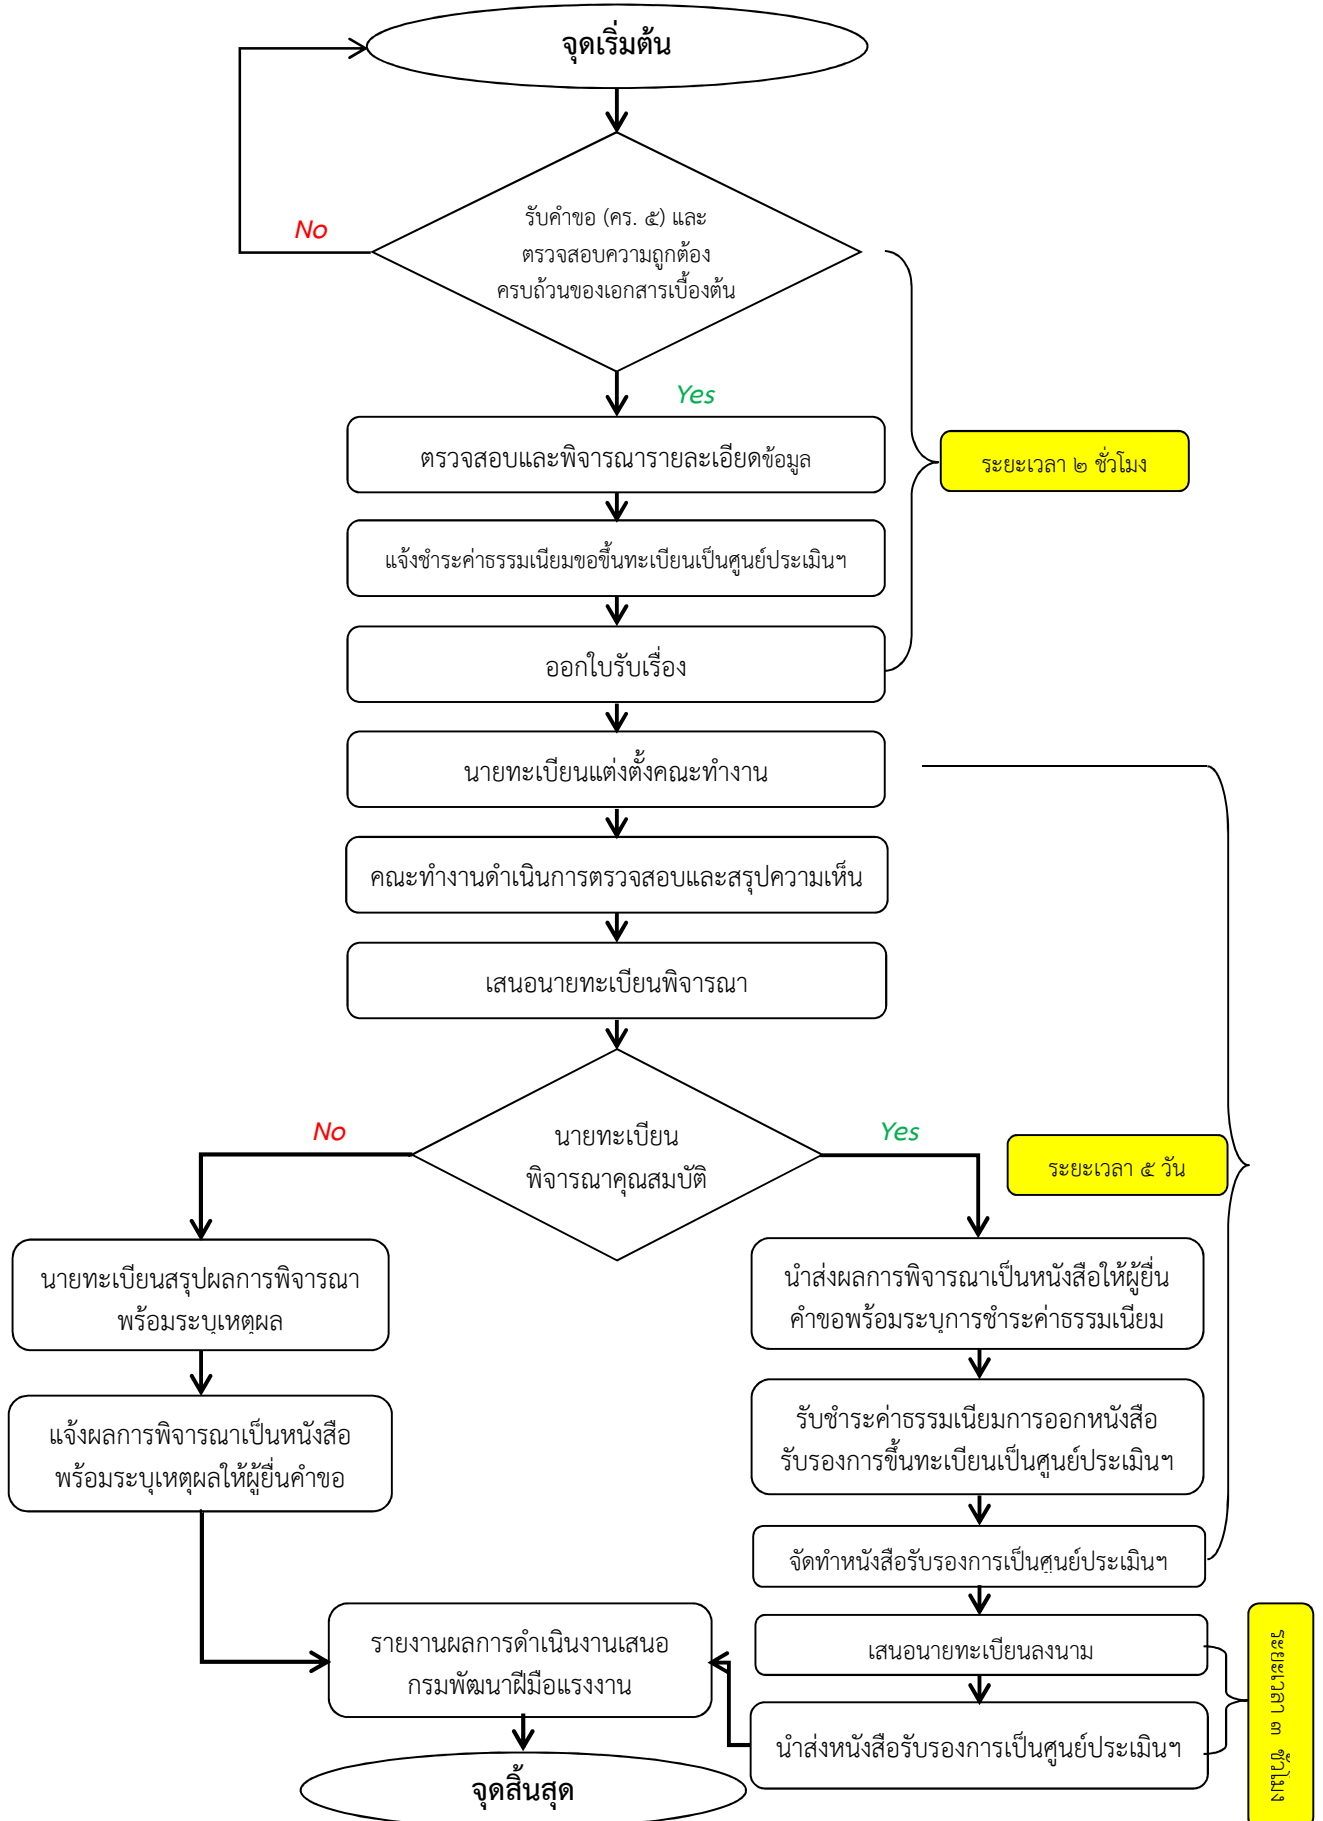 จุดเริ่มต้น
No
รับคำขอ (คร. ๕) และ
ตรวจสอบความถูกต้อง
ครบถ้วนของเอกสารเบื้องต้น
Yes
ตรวจสอบและพิจารณารายละเอียดข้อมูล
ระยะเวลา ๒ ชั่วโมง
แจ้งชำระค่าธรรมเนียมขอขึ้นทะเบียนเป็นศูนย์ประเมินฯ
ออกใบรับเรื่อง
นายทะเบียนแต่งตั้งคณะทำงาน
คณะทำงานดำเนินการตรวจสอบและสรุปความเห็น
เสนอนายทะเบียนพิจารณา
No
นายทะเบียน
พิจารณาคุณสมบัติ
Yes
ระยะเวลา ๕ วัน
นายทะเบียนสรุปผลการพิจารณา
พร้อมระบุเหตุผล
แจ้งผลการพิจารณาเป็นหนังสือ
พร้อมระบุเหตุผลให้ผู้ยื่นคำขอ
นำส่งผลการพิจารณาเป็นหนังสือให้ผู้ยื่น
คำขอพร้อมระบุการชำระค่าธรรมเนียม
รับชำระค่าธรรมเนียมการออกหนังสือ
รับรองการขึ้นทะเบียนเป็นศูนย์ประเมินฯ
จัดทำหนังสือรับรองการเป็นศูนย์ประเมินฯ
เสนอนายทะเบียนลงนาม
นำส่งหนังสือรับรองการเป็นศูนย์ประเมินฯ
ระยะเวลา ๓ ชั่วโมง
รายงานผลการดำเนินงานเสนอ
กรมพัฒนาฝีมือแรงงาน
จุดสิ้นสุด